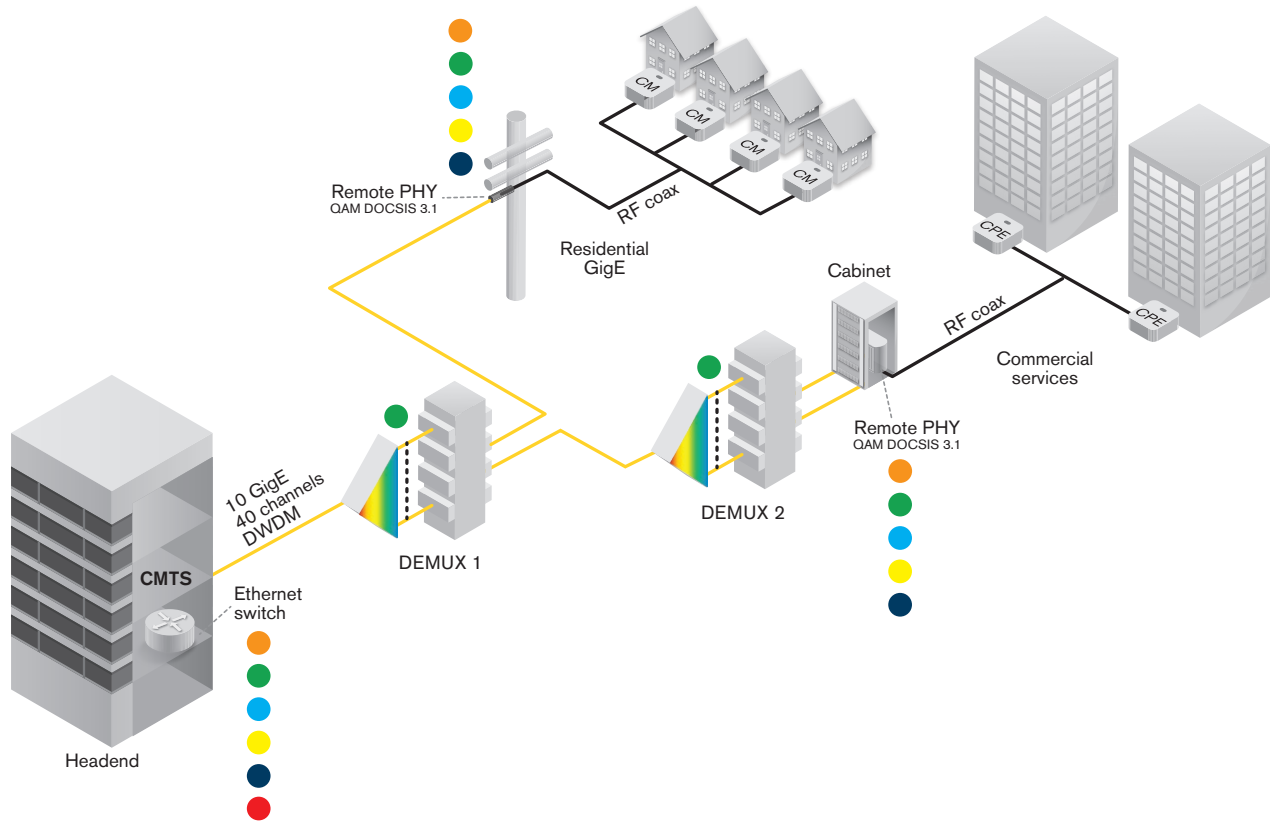 CM
CM
CM
CM
Remote PHY
QAM DOCSIS 3.1
RF coax
Residential
GigE
CPE
CPE
Cabinet
RF coax
Commercial
services
Remote PHY
QAM DOCSIS 3.1
10 GigE
40 channels
DWDM
DEMUX 1
DEMUX 2
CMTS
Ethernet
switch
Headend